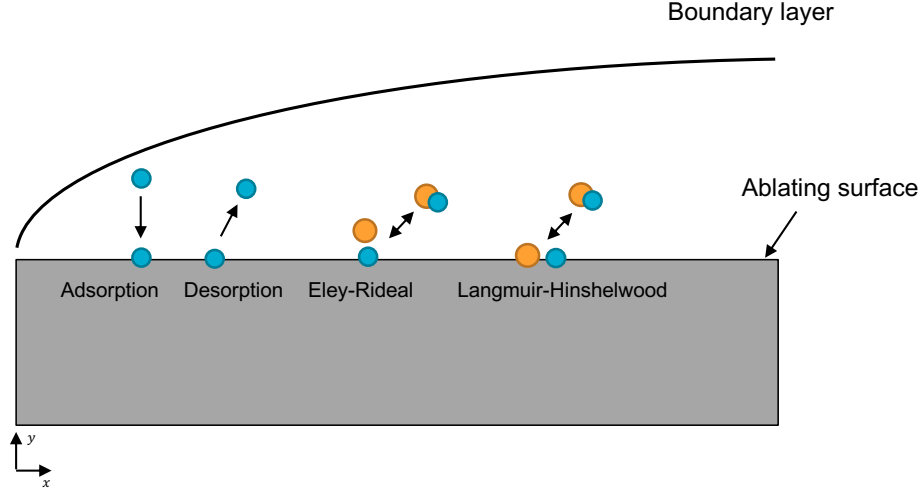 Boundary layer
Ablating surface
Adsorption
Desorption
Eley-Rideal
Langmuir-Hinshelwood
y
x